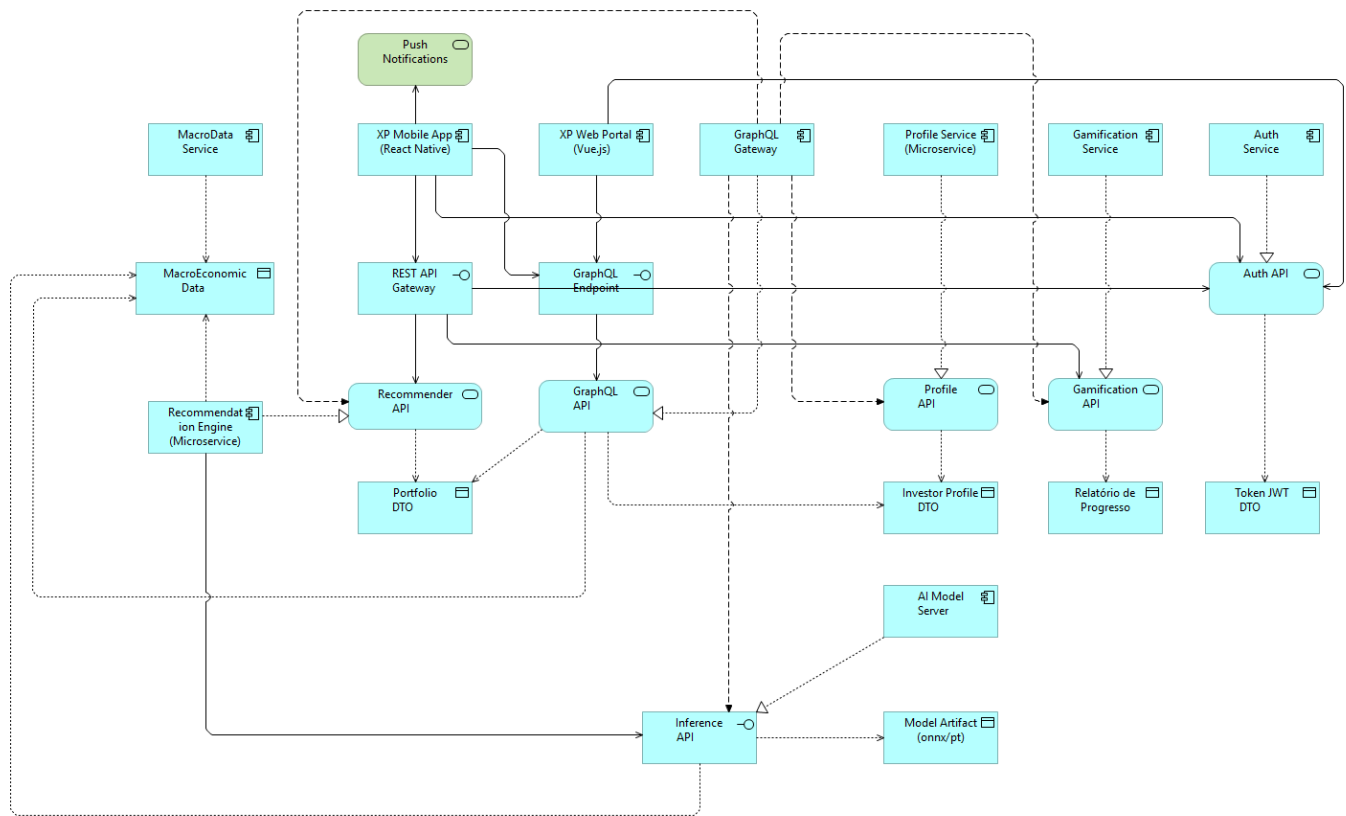 Push
Notifications
MacroData
Service
XP Mobile App
(React Native)
XP Web Portal
(Vue.js)
GraphQL
Gateway
Profile Service
(Microservice)
Gamification
Service
Auth
Service
MacroEconomic
Data
REST API
Gateway
GraphQL
Endpoint
Auth API
Recommendat
ion Engine
(Microservice)
Recommender
API
GraphQL
API
Profile
API
Gamification
API
Portfolio
DTO
Investor Profile
DTO
Relatório de
Progresso
Token JWT
DTO
AI Model
Server
Inference
API
Model Artifact
(onnx/pt)